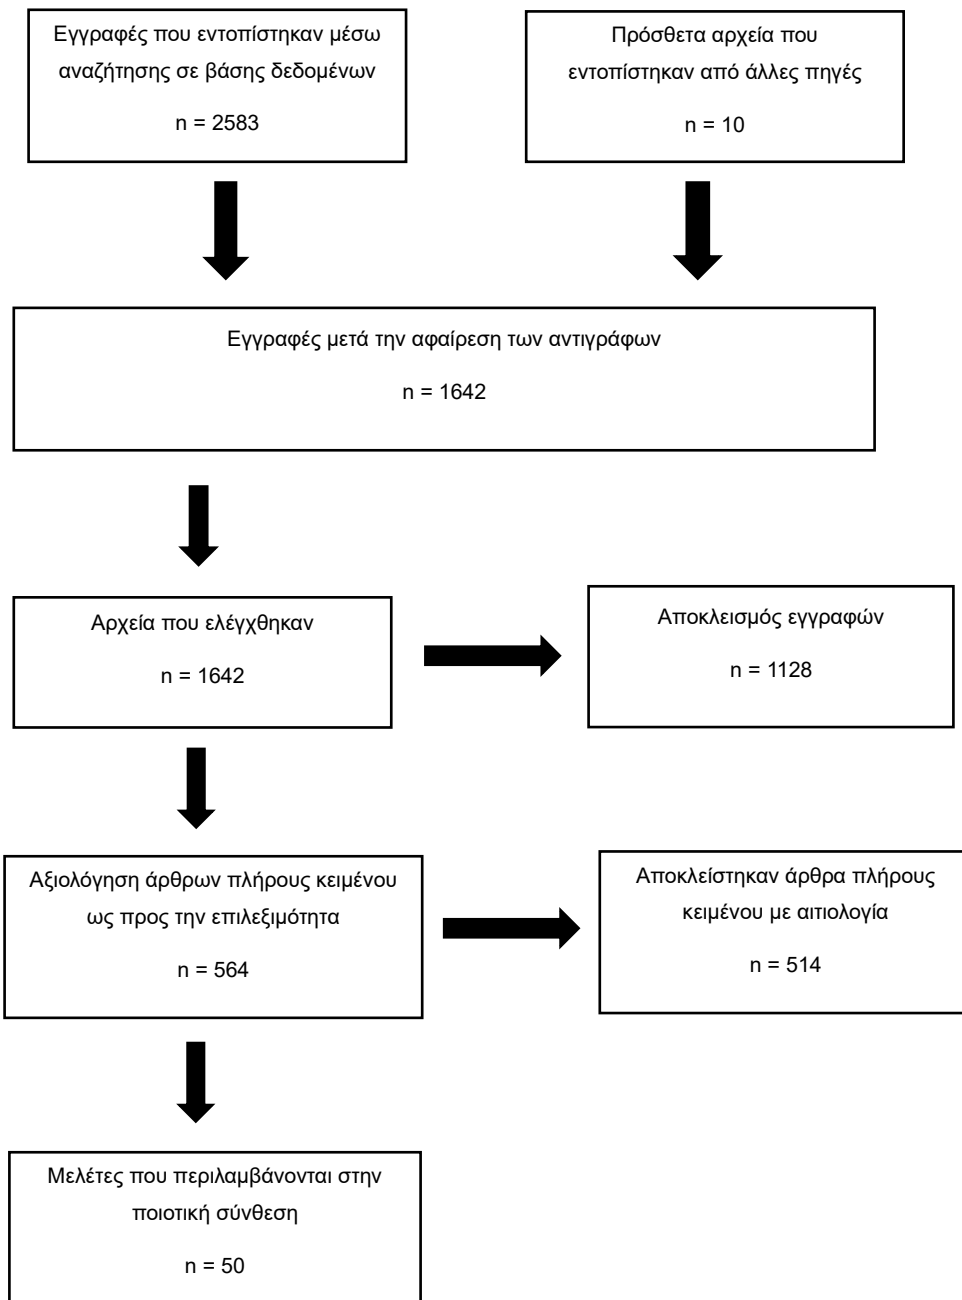 Εγγραφές που εντοπίστηκαν μέσω
αναζήτησης σε βάσης δεδομένων
n = 2583
Πρόσθετα αρχεία που
εντοπίστηκαν από άλλες πηγές
n = 10
Εγγραφές μετά την αφαίρεση των αντιγράφων
n = 1642
Αρχεία που ελέγχθηκαν
n = 1642
Αποκλεισμός εγγραφών
n = 1128
Αξιολόγηση άρθρων πλήρους κειμένου
ως προς την επιλεξιμότητα
n = 564
Αποκλείστηκαν άρθρα πλήρους
κειμένου με αιτιολογία
n = 514
Μελέτες που περιλαμβάνονται στην
ποιοτική σύνθεση
n = 50